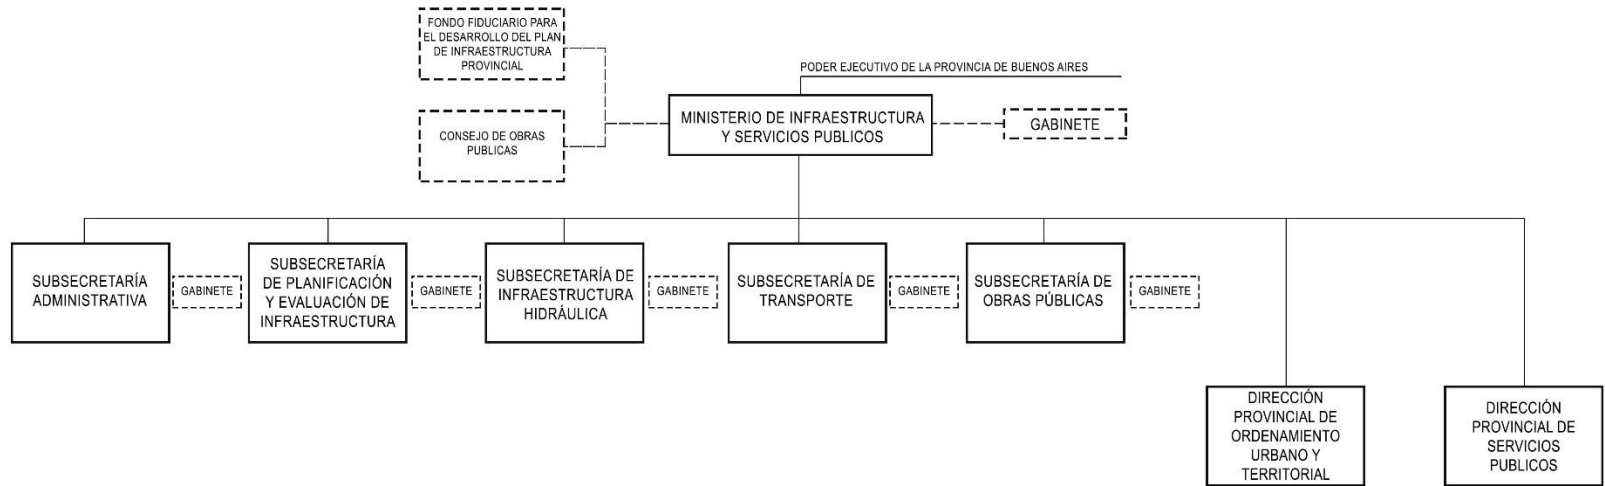 FONDO FIDUCIARIO PARA
EL DESARROLLO DEL PLAN
DE INFRAESTRUCTURA
PROVINCIAL
PODER EJECUTIVO DE LA PROVINCIA DE BUENOS AIRES
MINISTERIO DE INFRAESTRUCTURA
Y SERVICIOS PUBLICOS
GABINETE
CONSEJO DE OBRAS
PUBLICAS
SUBSECRETARÍA
ADMINISTRATIVA
GABINETE
SUBSECRETARÍA
DE PLANIFICACIÓN
Y EVALUACIÓN DE
INFRAESTRUCTURA
GABINETE
SUBSECRETARÍA DE
INFRAESTRUCTURA
HIDRÁULICA
GABINETE
SUBSECRETARÍA DE
TRANSPORTE
GABINETE
SUBSECRETARÍA DE
OBRAS PÚBLICAS
GABINETE
DIRECCIÓN
PROVINCIAL DE
ORDENAMIENTO
URBANO Y
TERRITORIAL
DIRECCIÓN
PROVINCIAL DE
SERVICIOS
PUBLICOS